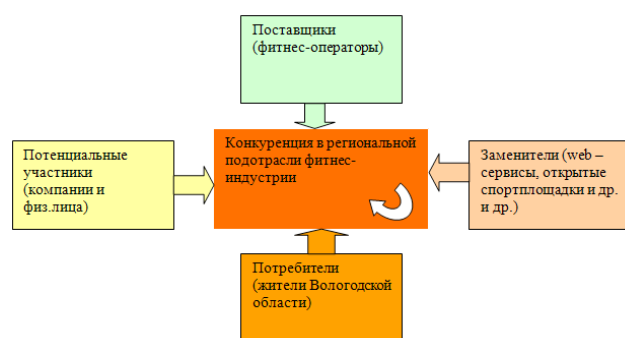 Поставщики
(фитнес-операторы)
Потенциальные
участники
(компании и
физ.лица)
Конкуренция в региональной
подотрасли фитнес-
индустрии
Заменители (web –
сервисы, открытые
спортплощадки и др.
и др.)
Потребители
(жители Вологодской
области)